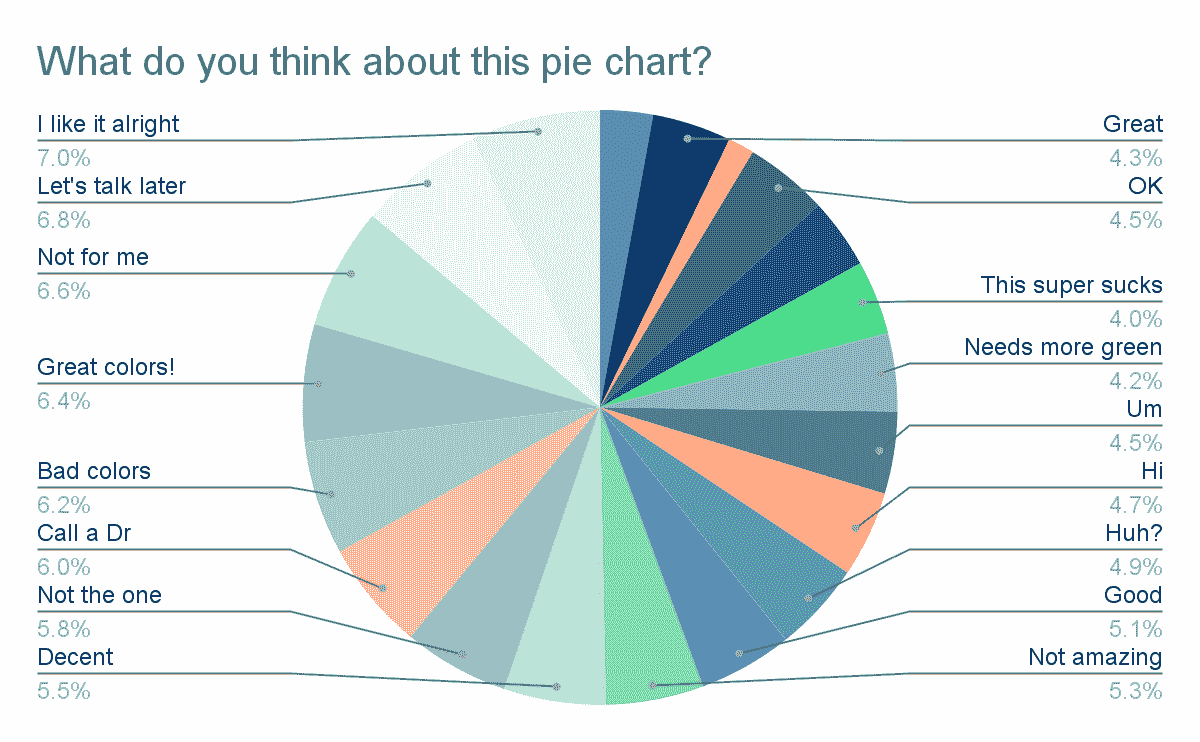 What do you think about this pie chart?
I like it alright
7.0%
Let's talk later
6.8%
Not for me
6.6%
Great colors!
6.4%
Bad colors
6.2%
Call a Dr
6.0%
Not the one
5.8%
Decent
5.5%
Great
4.3%
OK
4.5%
This super sucks
4.0%
Needs more green
4.2%
Um
4.5%
Hi
4.7%
Huh?
4.9%
Good
5.1%
Not amazing
5.3%